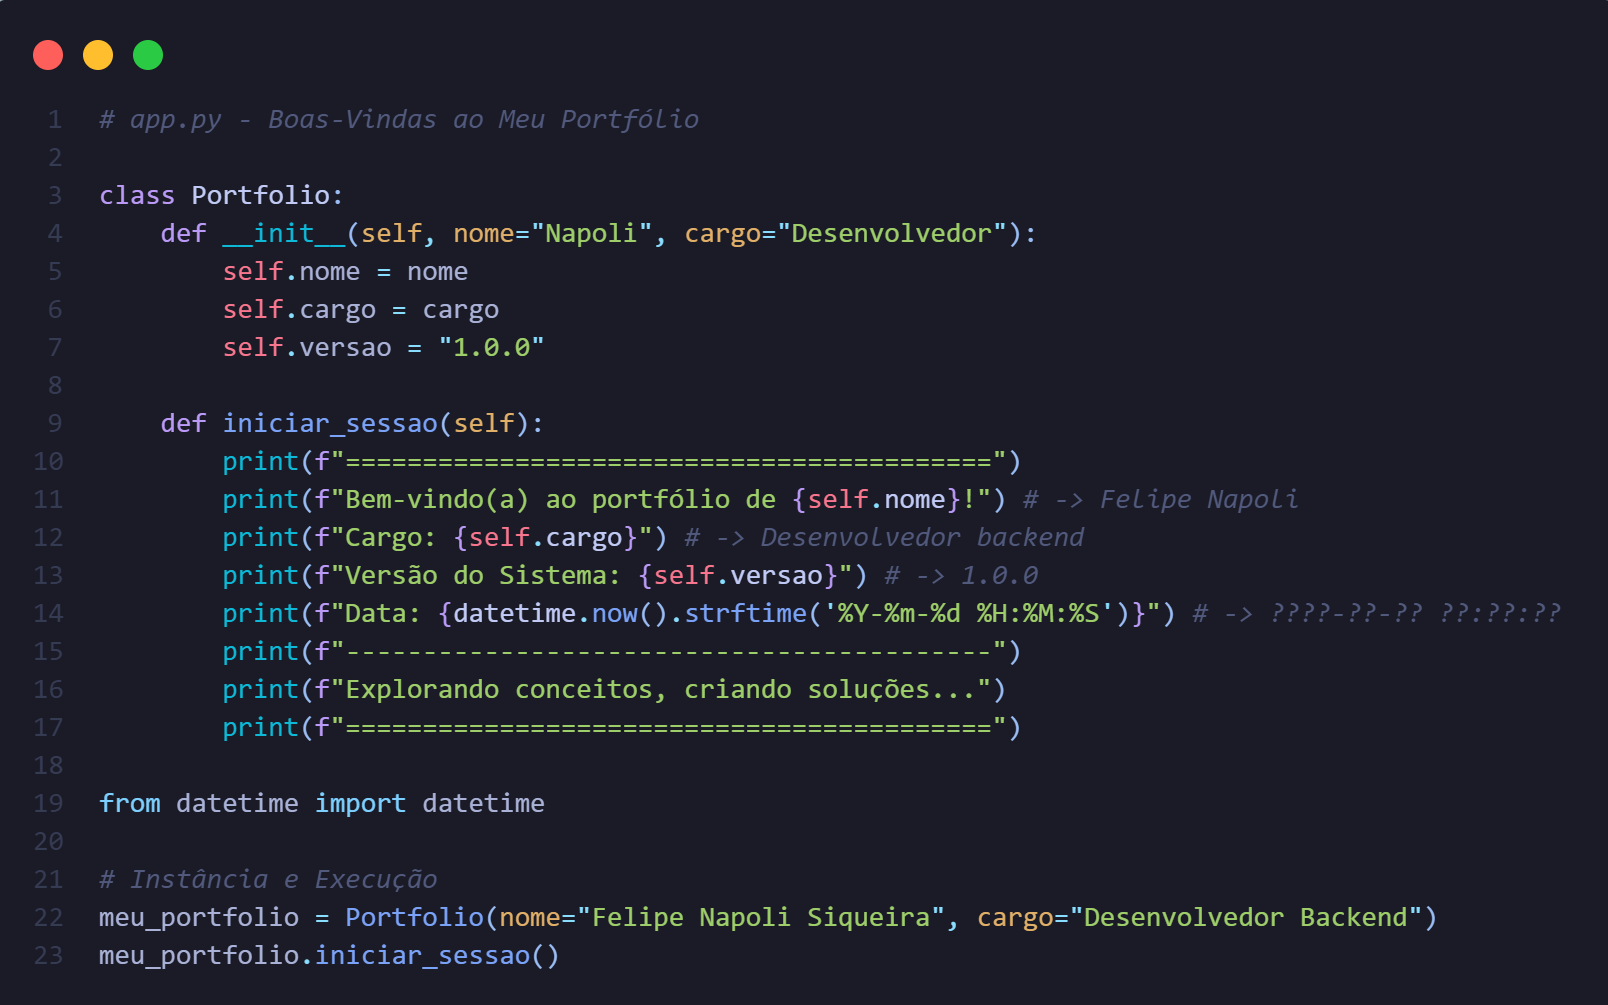 1 # app.py - Boas-Vindas ao Meu Portfólio
2
3 class Portfolio:
4     def __init__(self, nome="Napoli", cargo="Desenvolvedor"):
5         self.nome = nome
6         self.cargo = cargo
7         self.versao = "1.0.0"
8
9     def iniciar_sessao(self):
10         print(f"==========================================")
11         print(f"Bem-vindo(a) ao portfólio de {self.nome}!") # -> Felipe Napoli
12         print(f"Cargo: {self.cargo}") # -> Desenvolvedor backend
13         print(f"Versão do Sistema: {self.versao}") # -> 1.0.0
14         print(f"Data: {datetime.now().strftime('%Y-%m-%d %H:%M:%S')}") # -> ????-??-?? ??:??:??
15         print(f"------------------------------------------")
16         print(f"Explorando conceitos, criando soluções...")
17         print(f"==========================================")
18
19 from datetime import datetime
20
21 # Instância e Execução
22 meu_portfolio = Portfolio(nome="Felipe Napoli Siqueira", cargo="Desenvolvedor Backend")
23 meu_portfolio.iniciar_sessao()